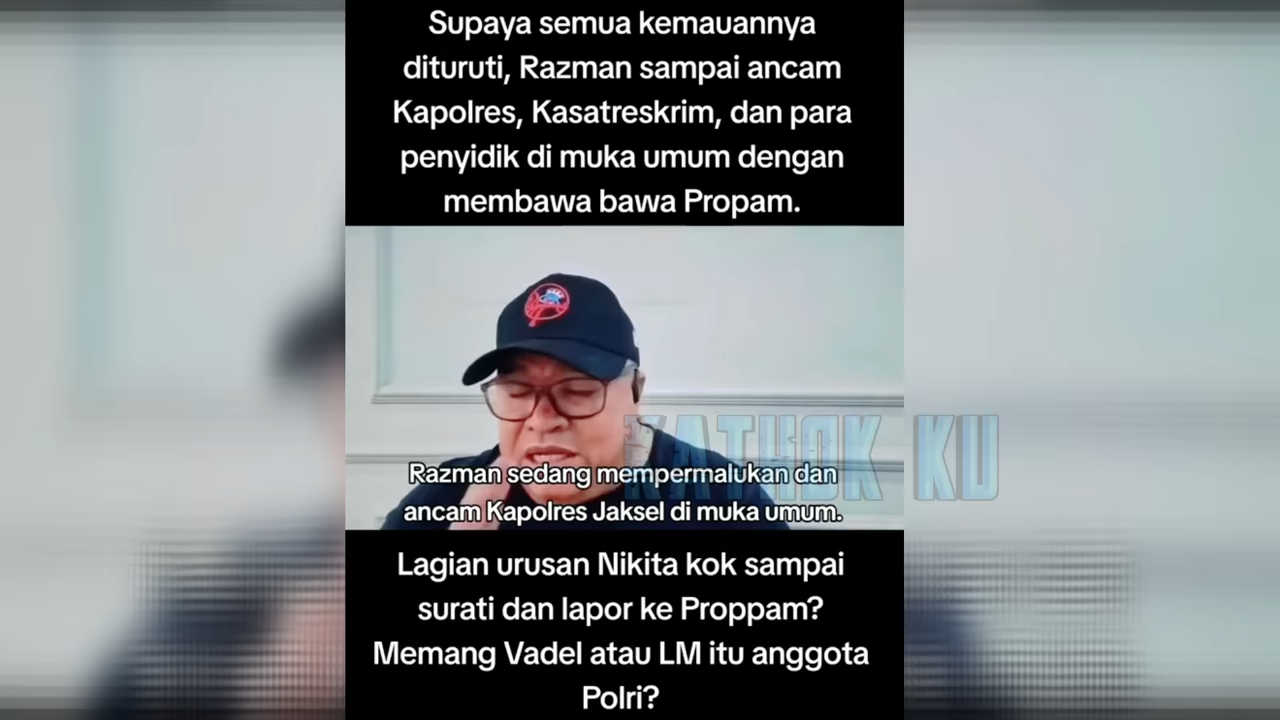 Supaya semua kemauannya
dituruti, Razman sampai ancam
Kapolres, Kasatreskrim, dan para
penyidik di muka umum dengan
membawa bawa Propam.
KATHOK KU
Razman sedang mempermalukan dan
ancam Kapolres Jaksel di muka umum.
Lagian urusan Nikita kok sampai
surati dan lapor ke Proppam?
Memang Vadel atau LM itu anggota
Polri?